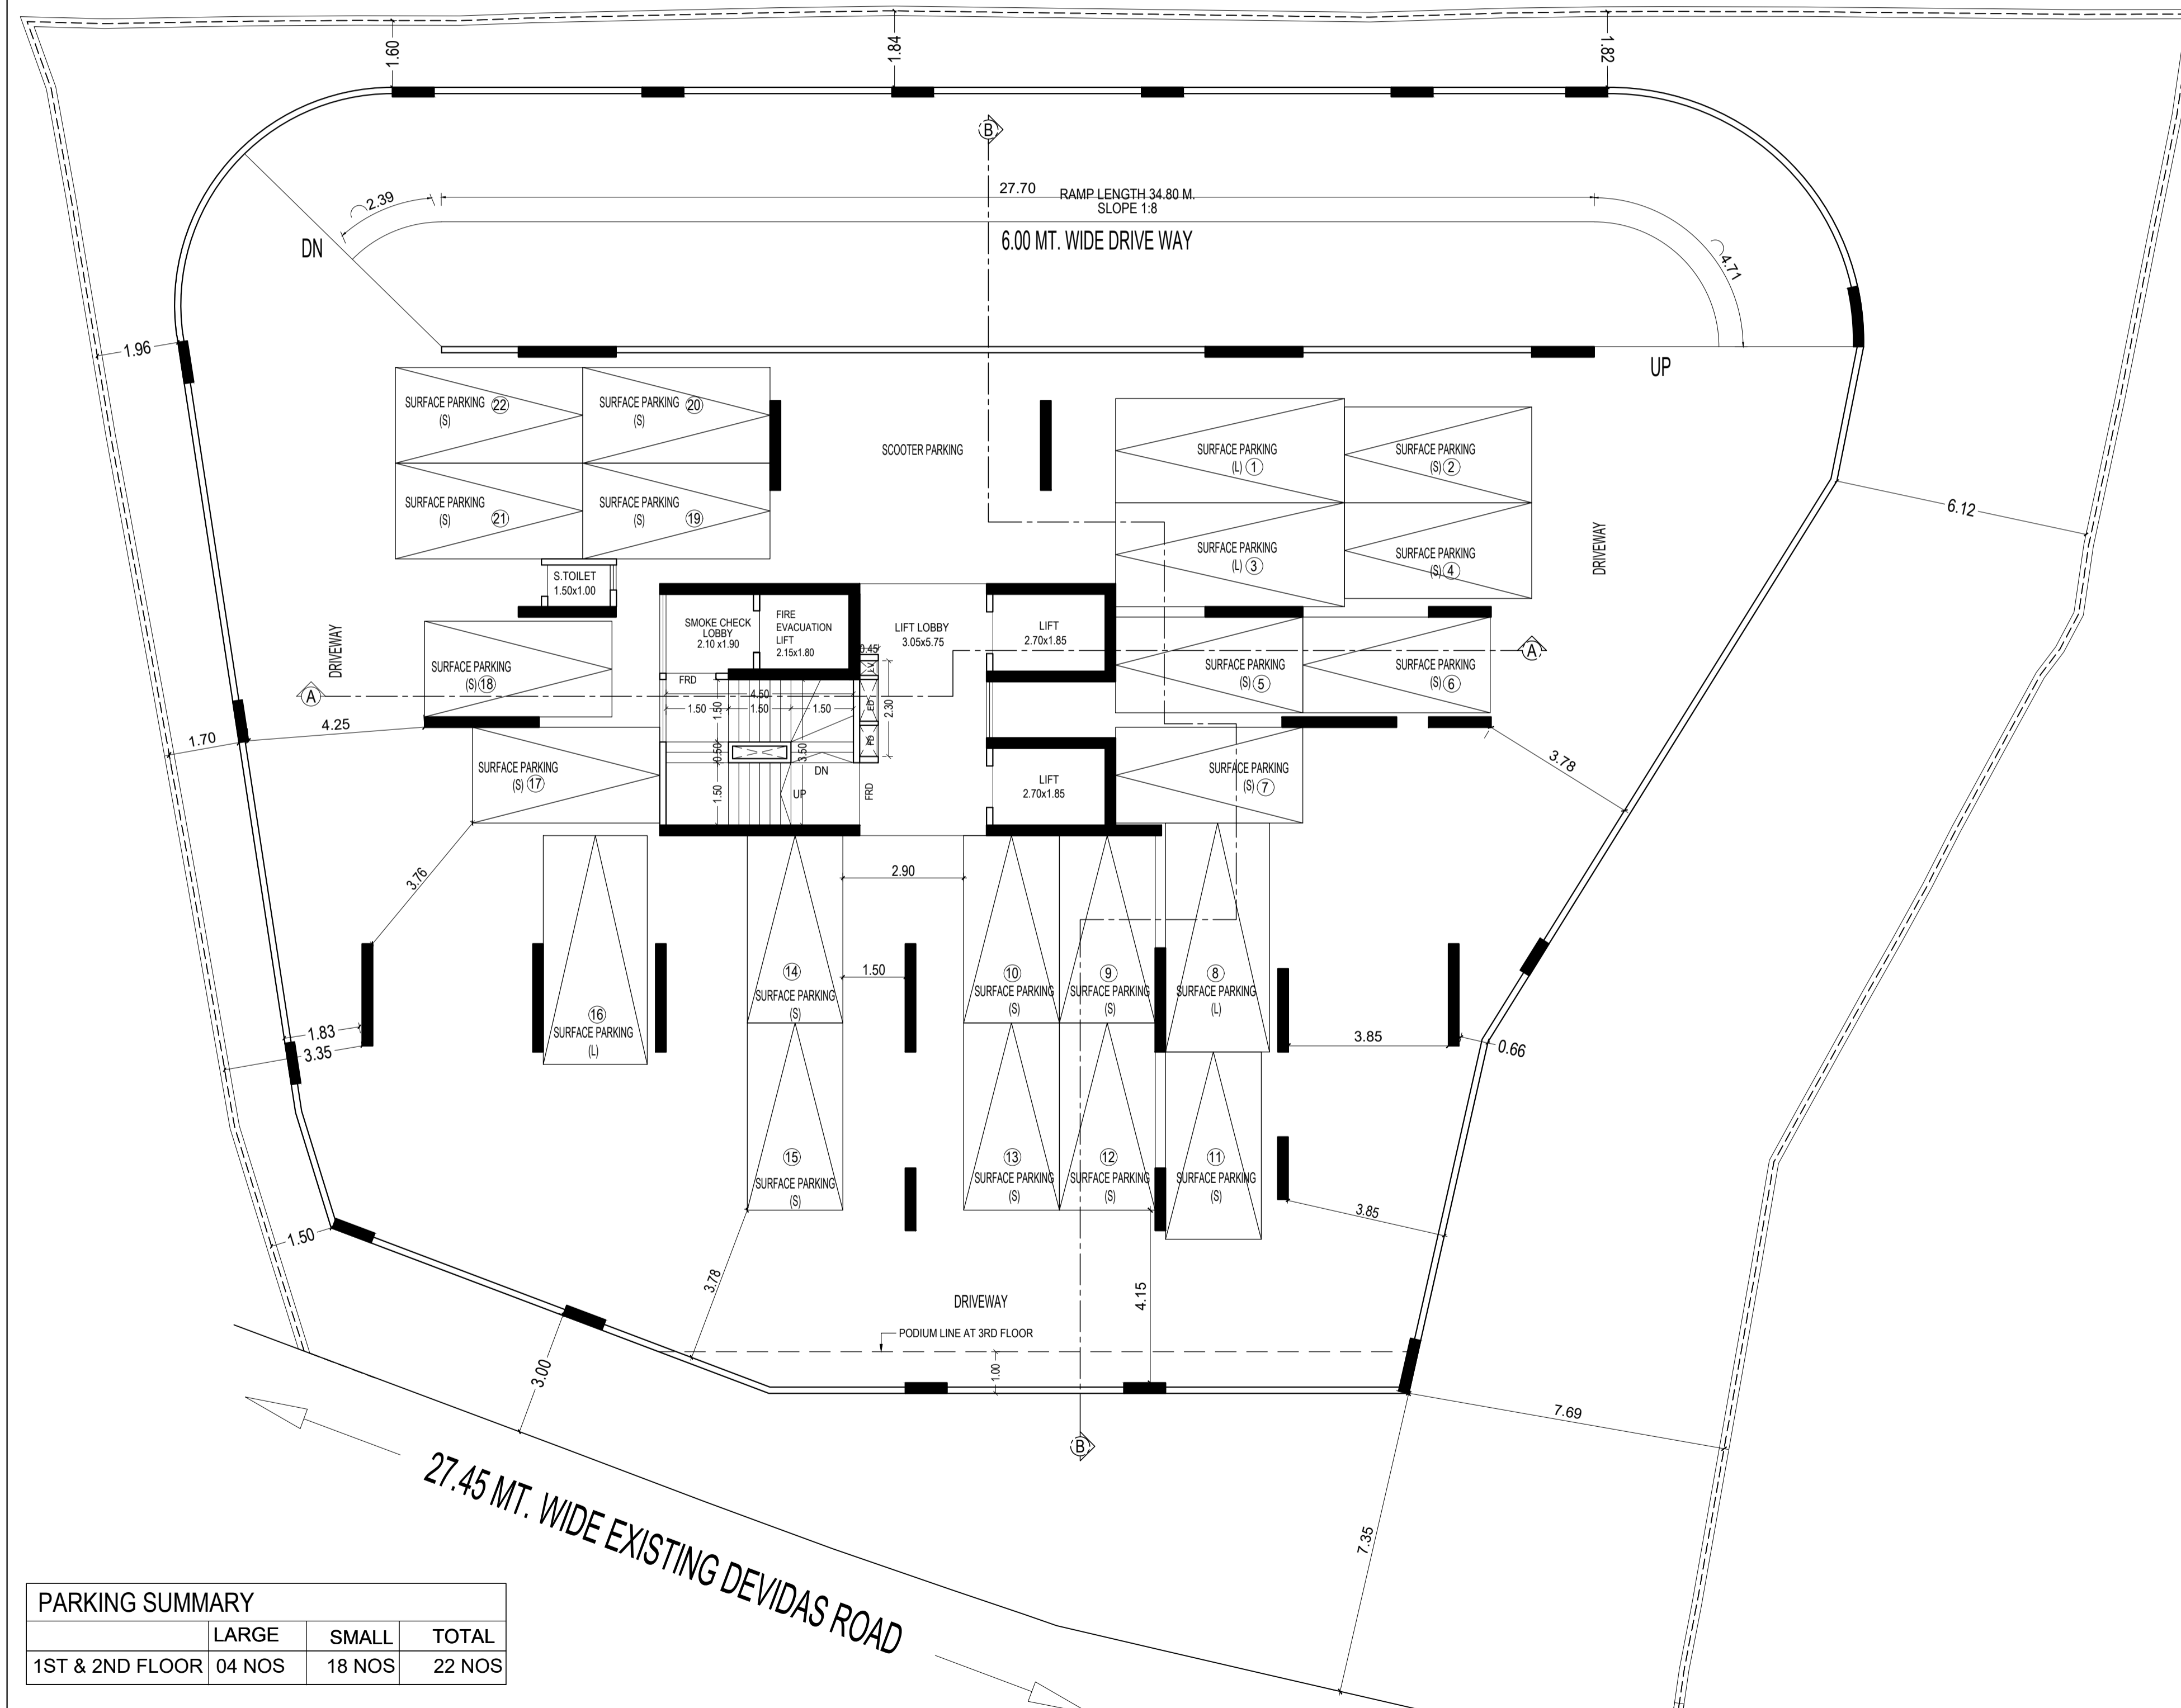 1.60
1.84
1.82
B
27.70
RAMP LENGTH 34.80 M.
SLOPE 1:8
2.39
DN
6.00 MT. WIDE DRIVE WAY
4.71
1.96
UP
SURFACE PARKING 22
(S)
SURFACE PARKING 20
(S)
SCOOTER PARKING
SURFACE PARKING
(L) 1
SURFACE PARKING
(S) 2
SURFACE PARKING
(S) 21
SURFACE PARKING
(S) 19
SURFACE PARKING
(L) 3
SURFACE PARKING
(S) 4
DRIVEWAY
6.12
S.TOILET
1.50x1.00
DRIVEWAY
SMOKE CHECK
LOBBY
2.10 x1.90
FIRE
EVACUATION
LIFT
2.15x1.80
LIFT LOBBY
3.05x5.75
LIFT
2.70x1.85
0.45
LV
ED
FD
2.30
SURFACE PARKING
(S) 18
SURFACE PARKING
(S) 5
SURFACE PARKING
(S) 6
A
A
FRD
4.50
1.50
1.50
1.50
1.50
0.50
1.50
3.50
DN
UP
FRD
1.70
4.25
SURFACE PARKING
(S) 17
LIFT
2.70x1.85
SURFACE PARKING
(S) 7
3.78
3.76
2.90
1.50
14
SURFACE PARKING
(S)
10
SURFACE PARKING
(S)
9
SURFACE PARKING
(S)
8
SURFACE PARKING
(L)
16
SURFACE PARKING
(L)
1.83
3.35
3.85
0.66
15
SURFACE PARKING
(S)
13
SURFACE PARKING
(S)
12
SURFACE PARKING
(S)
11
SURFACE PARKING
(S)
3.85
1.50
3.78
DRIVEWAY
4.15
PODIUM LINE AT 3RD FLOOR
1.00
3.00
7.69
B
7.35
27.45 MT. WIDE EXISTING DEVIDAS ROAD
PARKING SUMMARY
LARGE SMALL TOTAL
1ST & 2ND FLOOR 04 NOS 18 NOS 22 NOS